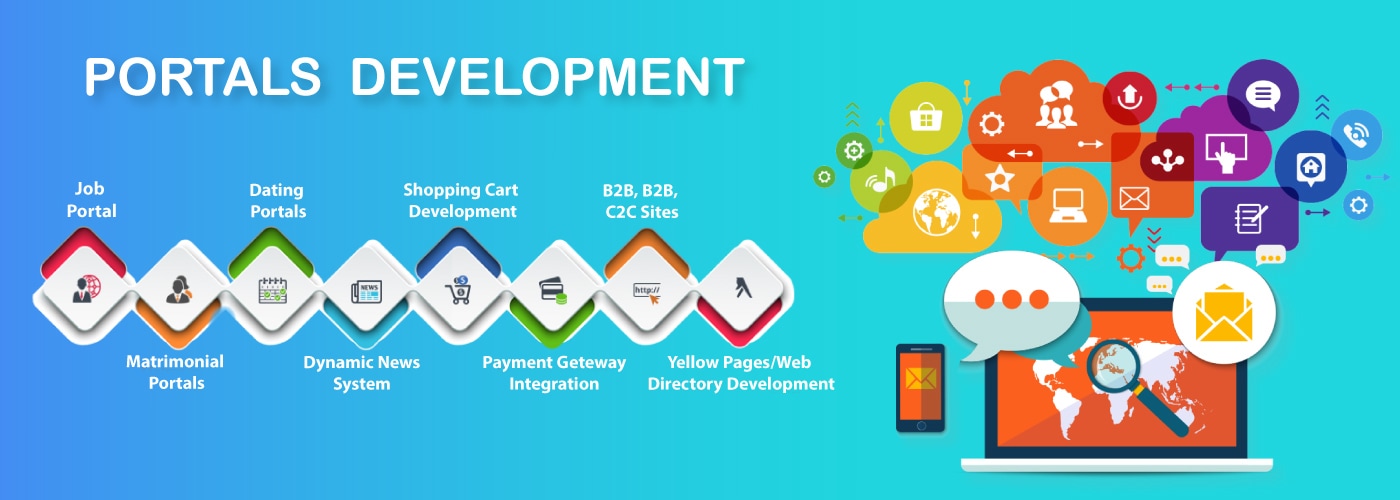 PORTALS DEVELOPMENT
Job
Portal
Dating
Portals
Shopping Cart
Development
B2B, B2B,
C2C Sites
NEWS
http://
Matrimonial
Portals
Dynamic News
System
Payment Geteway
Integration
Yellow Pages/Web
Directory Development